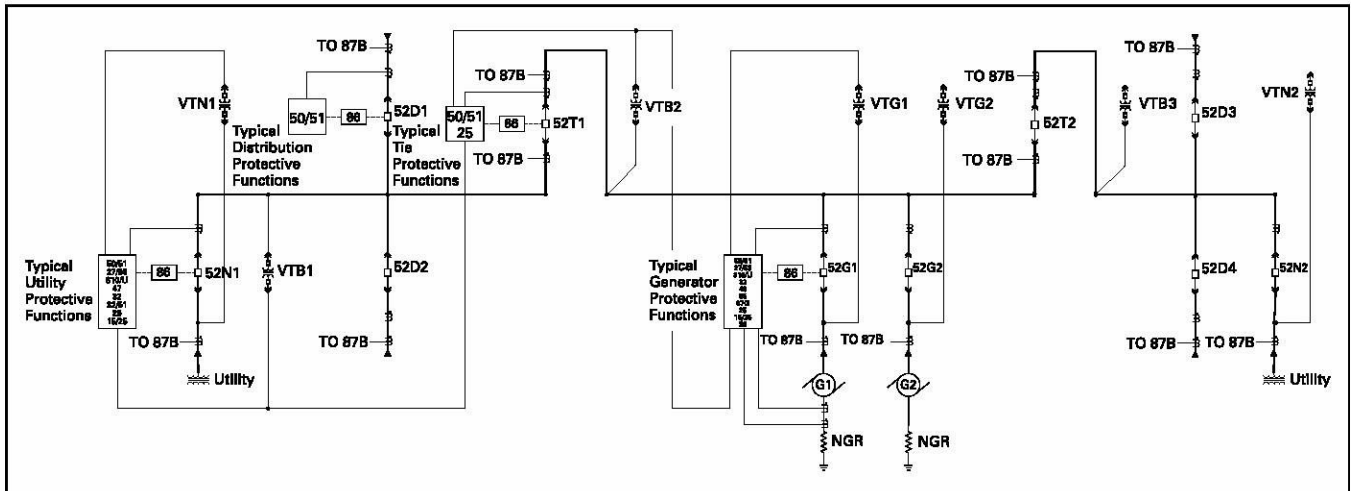 TO 87B
VTN1
50/51
86
52D1
Typical
Distribution
Protective
Functions
50/51
25
86
52T1
Typical
Tie
Protective
Functions
TO 87B
TO 87B
VTB2
VTG1
VTG2
TO 87B
52T2
TO 87B
VTB3
TO 87B
52D3
VTN2
Typical
Utility
Protective
Functions
50/51
47
86
52N1
TO 87B
Utility
VTB1
52D2
TO 87B
Typical
Generator
Protective
Functions
86
52G1
52G2
TO 87B
TO 87B
G1
G2
NGR
NGR
52D4
52N2
TO 87B
TO 87B
Utility